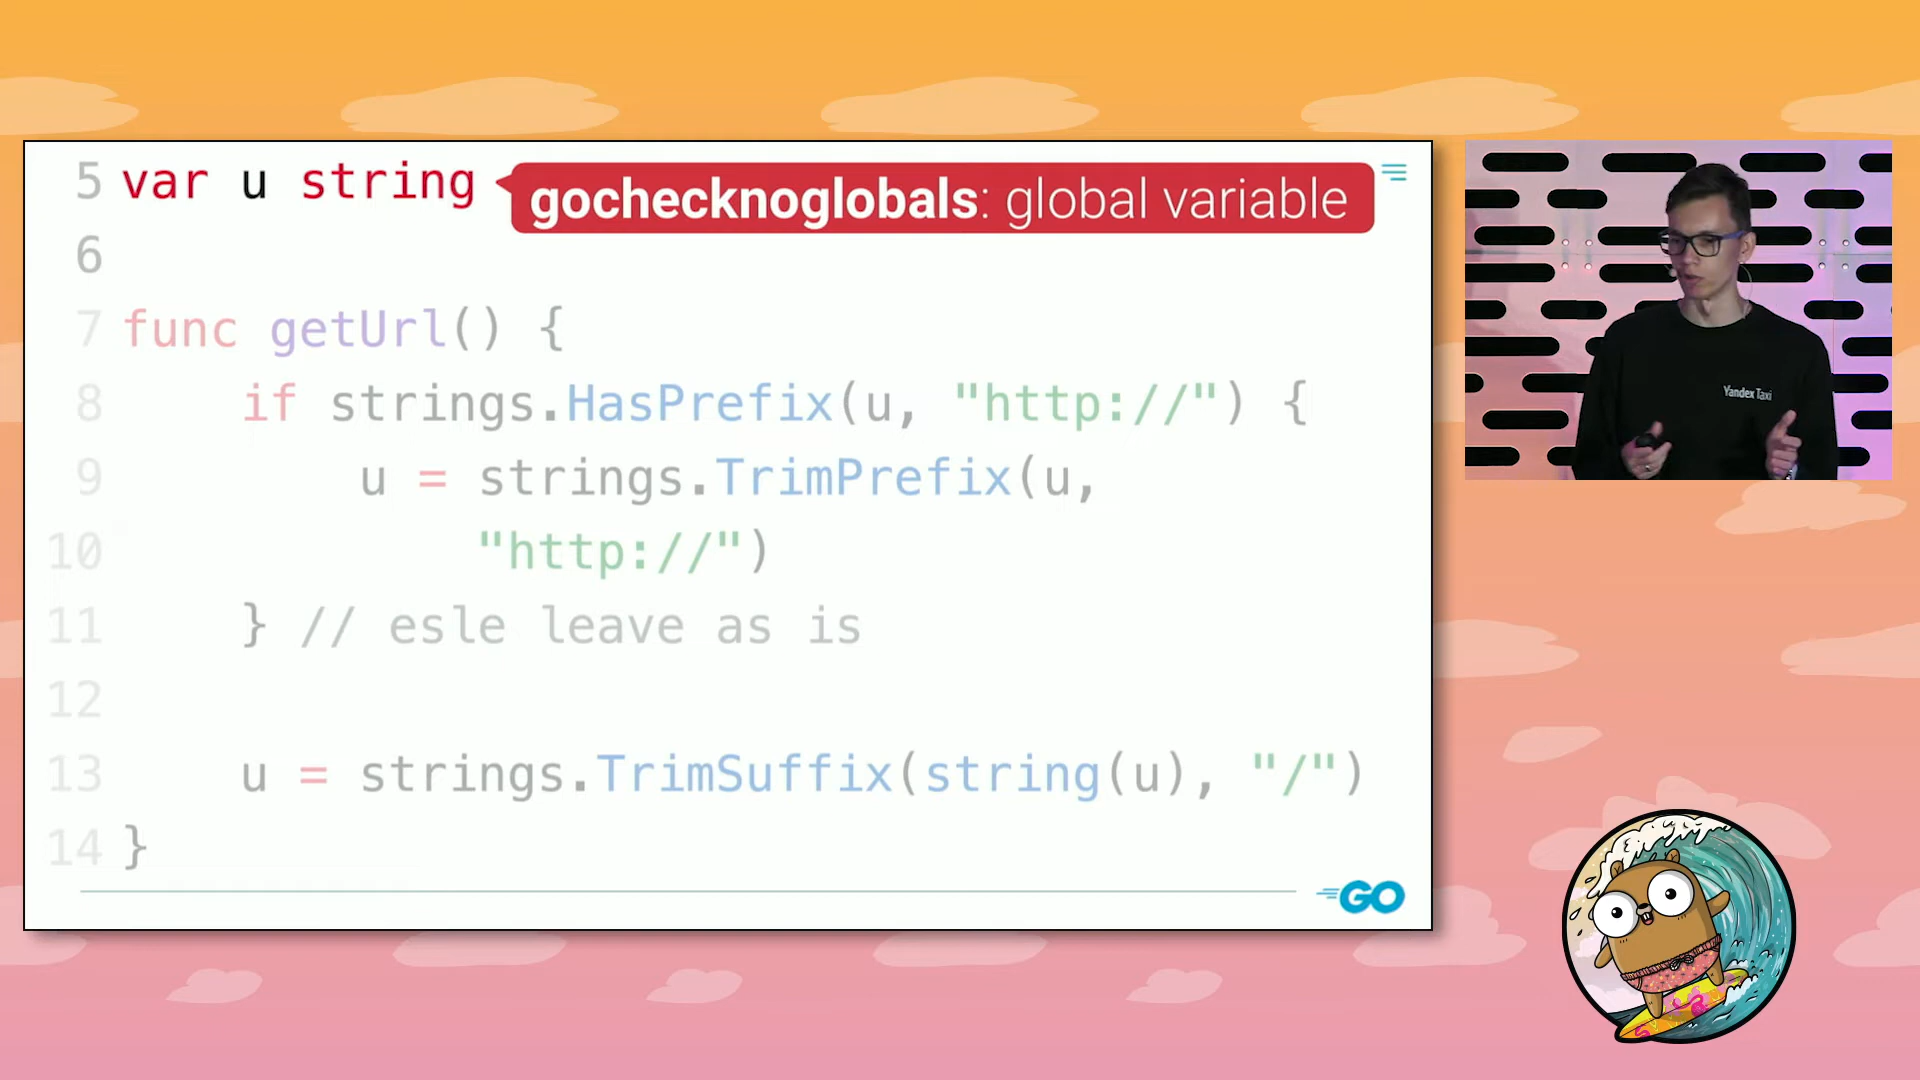 5 var u string
gochecknoglobals: global variable
6
7 func getUrl() {
8 if strings.HasPrefix(u, "http://") {
9 u = strings.TrimPrefix(u,
10 "http://")
11 } // esle leave as is
12
13 u = strings.TrimSuffix(string(u), "/")
14 }
GO
Yandex Taxi